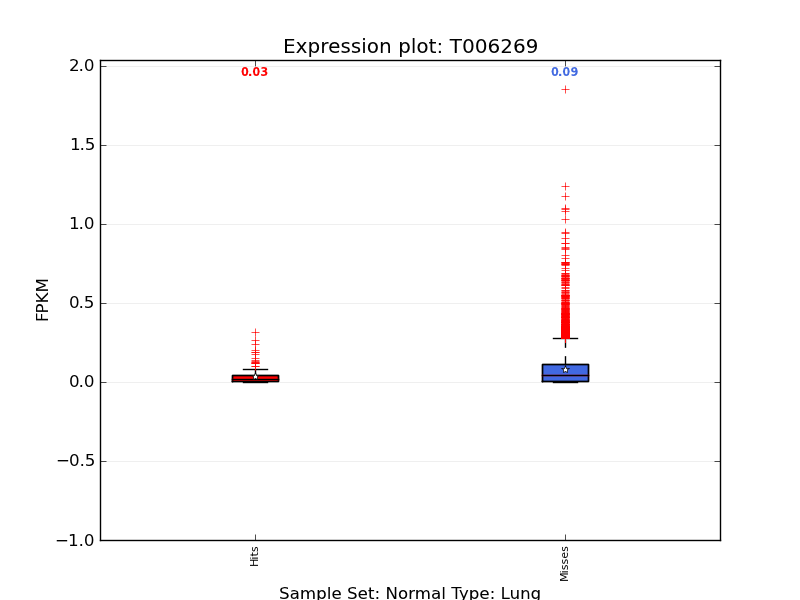 Expression plot: T006269
2.0
0.03
0.09
1.5
1.0
0.5
0.0
−0.5
−1.0
FPKM
Hits
Misses
Sample Set: Normal Type: Lung